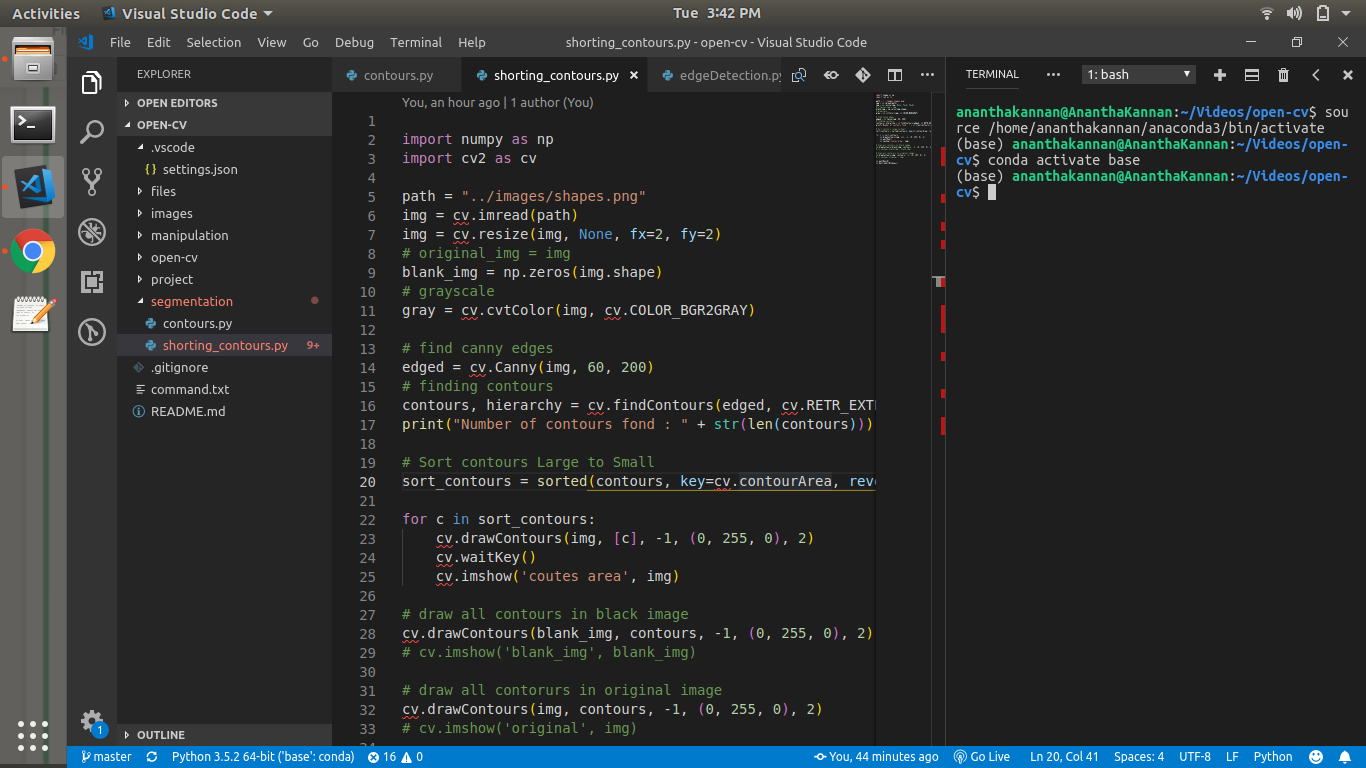 Activities Visual Studio Code Tue 3:42 PM
File Edit Selection View Go Debug Terminal Help shorting_contours.py - open-cv - Visual Studio Code
EXPLORER
OPEN EDITORS
OPEN-CV
.vscode
{} settings.json
files
images
manipulation
open-cv
project
segmentation
contours.py
shorting_contours.py 9+
.gitignore
command.txt
README.md
OUTLINE
1
contours.py shorting_contours.py edgeDetection.py
You, an hour ago | 1 author (You)
1
2 import numpy as np
3 import cv2 as cv
4
5 path = "../images/shapes.png"
6 img = cv.imread(path)
7 img = cv.resize(img, None, fx=2, fy=2)
8 # original_img = img
9 blank_img = np.zeros(img.shape)
10 # grayscale
11 gray = cv.cvtColor(img, cv.COLOR_BGR2GRAY)
12
13 # find canny edges
14 edged = cv.Canny(img, 60, 200)
15 # finding contours
16 contours, hierarchy = cv.findContours(edged, cv.RETR_EXT
17 print("Number of contours fond : " + str(len(contours)))
18
19 # Sort contours Large to Small
20 sort_contours = sorted(contours, key=cv.contourArea, rev
21
22 for c in sort_contours:
23 cv.drawContours(img, [c], -1, (0, 255, 0), 2)
24 cv.waitKey()
25 cv.imshow('coutes area', img)
26
27 # draw all contours in black image
28 cv.drawContours(blank_img, contours, -1, (0, 255, 0), 2)
29 # cv.imshow('blank_img', blank_img)
30
31 # draw all contorurs in original image
32 cv.drawContours(img, contours, -1, (0, 255, 0), 2)
33 # cv.imshow('original', img)
TERMINAL 1: bash
ananthakannan@AnanthaKannan:~/Videos/open-cv$ sou
rce /home/ananthakannan/anaconda3/bin/activate
(base) ananthakannan@AnanthaKannan:~/Videos/open-
cv$ conda activate base
(base) ananthakannan@AnanthaKannan:~/Videos/open-
cv$
master Python 3.5.2 64-bit ('base': conda) 16 0 You, 44 minutes ago Go Live Ln 20, Col 41 Spaces: 4 UTF-8 LF Python